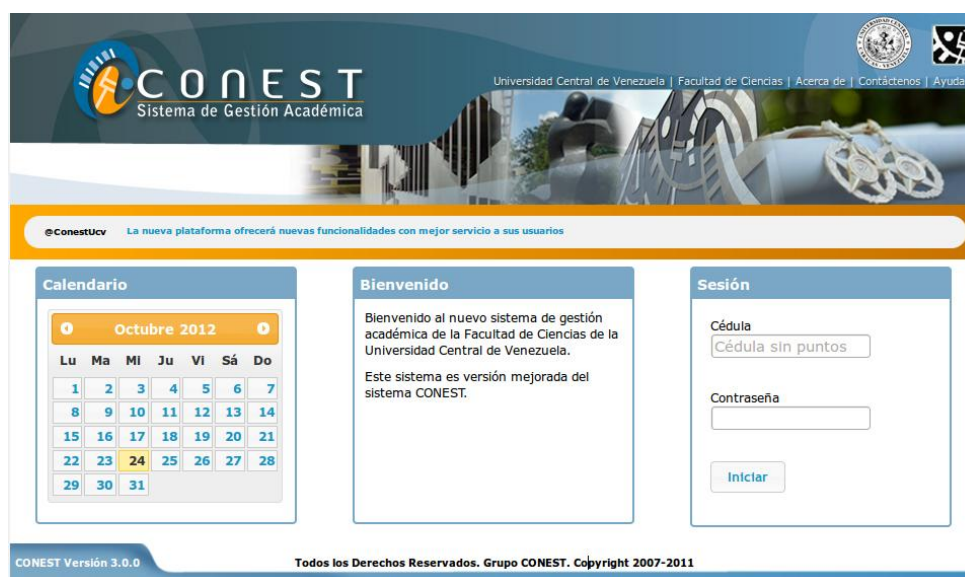 CONEST
Sistema de Gestión Académica
Universidad Central de Venezuela | Facultad de Ciencias | Acerca de | Contáctenos | Ayuda
@ConestUcv La nueva plataforma ofrecerá nuevas funcionalidades con mejor servicio a sus usuarios
Calendario
Octubre 2012
Lu Ma Mi Ju Vi Sá Do
1 2 3 4 5 6 7
8 9 10 11 12 13 14
15 16 17 18 19 20 21
22 23 24 25 26 27 28
29 30 31
Bienvenido
Bienvenido al nuevo sistema de gestión
académica de la Facultad de Ciencias de la
Universidad Central de Venezuela.
Este sistema es versión mejorada del
sistema CONEST.
Sesión
Cédula
Cédula sin puntos
Contraseña
Iniciar
CONEST Versión 3.0.0
Todos los Derechos Reservados. Grupo CONEST. Copyright 2007-2011